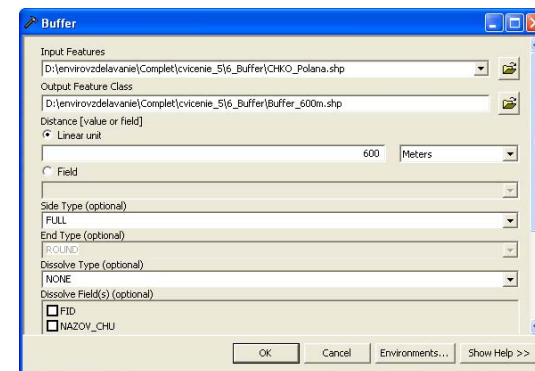 Buffer
Input Features
D:\envirovzdelavanie\Complet\cvicenie_5\6_Buffer\CHKO_Polana.shp
Output Feature Class
D:\envirovzdelavanie\Complet\cvicenie_5\6_Buffer\Buffer_600m.shp
Distance [value or field]
Linear unit
600 Meters
Field
Side Type (optional)
FULL
End Type (optional)
ROUND
Dissolve Type (optional)
NONE
Dissolve Field(s) (optional)
FID
NAZOV_CHU
OK Cancel Environments... Show Help >>